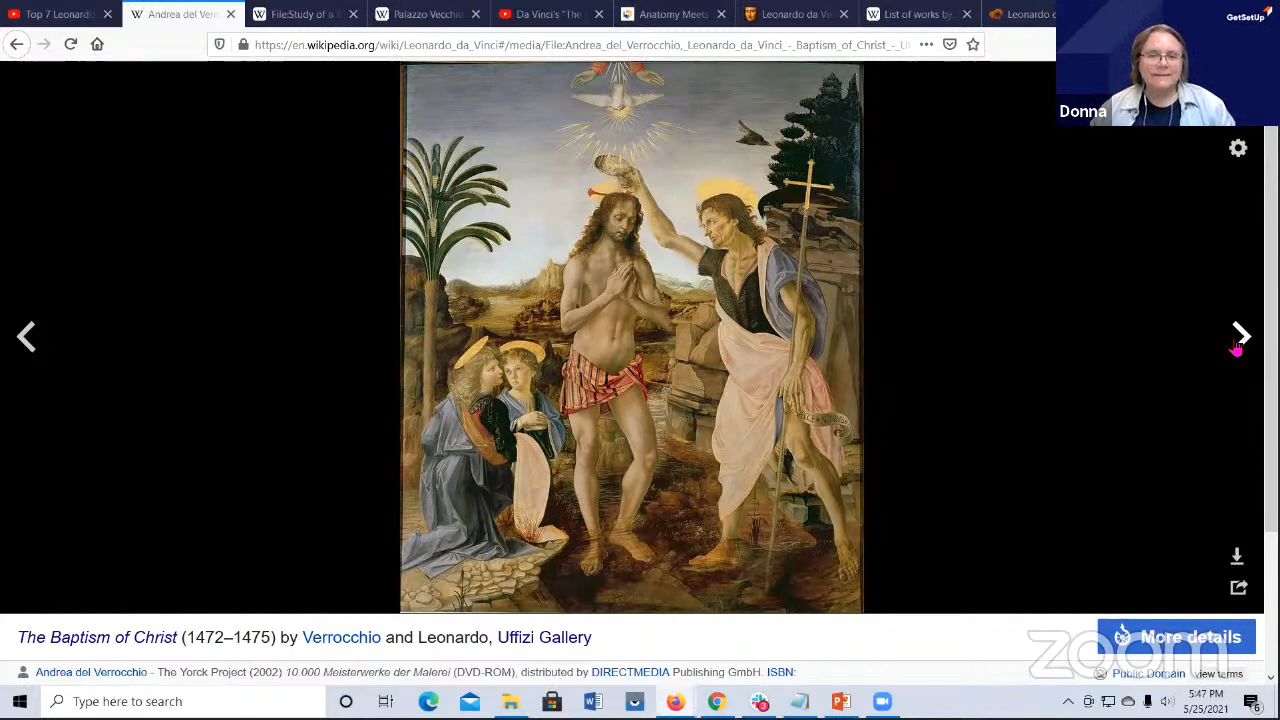 Top 7 Leonard
Andrea del Ver
File:Study of a
Palazzo Vecchi
Da Vinci's "The
Anatomy Meets
Leonardo da V
List of works by
Leonardo
GetSetUp
https://en.wikipedia.org/wiki/Leonardo_da_Vinci#/media/File:Andrea_del_Verrocchio,_Leonardo_da_Vinci_-_Baptism_of_Christ_-_U
Donna
The Baptism of Christ (1472–1475) by Verrocchio and Leonardo, Uffizi Gallery
More details
zoom
Andrea del Verrocchio - The Yorck Project (2002) 10.000 Meisterwerke der Malerei (DVD-ROM), distributed by DIRECTMEDIA Publishing GmbH. ISBN:
Public Domain view terms
Type here to search
5:47 PM
5/25/2021
6